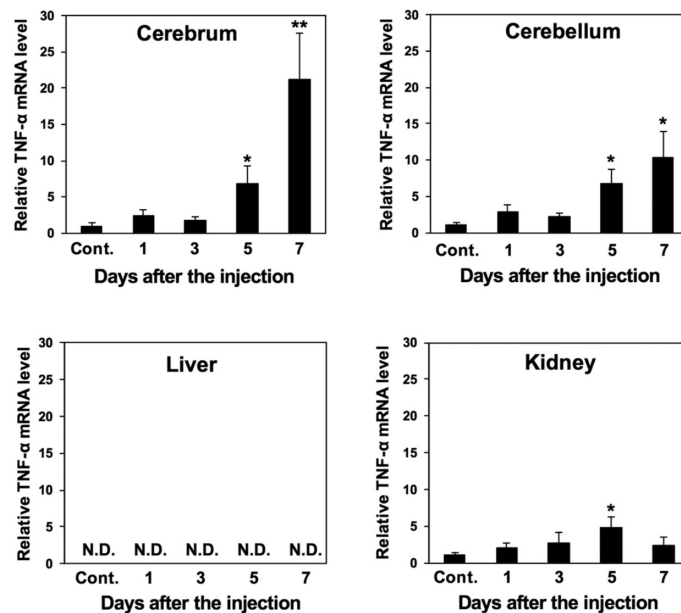 Cerebrum
Relative TNF-α mRNA level
30
25
20
15
10
5
0
*
**
Cont. 1 3 5 7
Days after the injection
Cerebellum
Relative TNF-α mRNA level
30
25
20
15
10
5
0
*
*
Cont. 1 3 5 7
Days after the injection
Liver
Relative TNF-α mRNA level
30
25
20
15
10
5
0
N.D. N.D. N.D. N.D. N.D.
Cont. 1 3 5 7
Days after the injection
Kidney
Relative TNF-α mRNA level
30
25
20
15
10
5
0
*
Cont. 1 3 5 7
Days after the injection